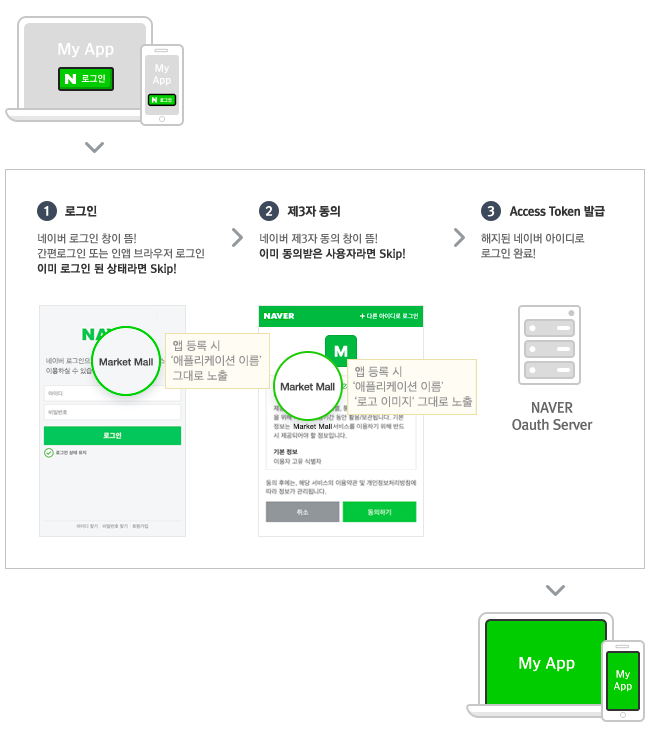 My App
N 로그인
My
App
N 로그인
1 로그인
네이버 로그인 창이 뜸!
간편로그인 또는 인앱 브라우저 로그인
이미 로그인 된 상태라면 Skip!
2 제3자 동의
네이버 제3자 동의 창이 뜸!
이미 동의받은 사용자라면 Skip!
3 Access Token 발급
해지된 네이버 아이디로
로그인 완료!
네이버 로그인으
이용하실 수 있습
Market Mall
앱 등록 시
'애플리케이션 이름'
그대로 노출
아이디
비밀번호
로그인
로그인 상태 유지
아이디 찾기 비밀번호 찾기 회원가입
NAVER
+ 다른 아이디로 로그인
M
Market Mall
앱 등록 시
'애플리케이션 이름'
'로고 이미지' 그대로 노출
을 위해
간 동안 활용/보관됩니다. 기본
정보는 Market Mall 서비스를 이용하기 위해 반드
시 제공되어야 할 정보입니다.
기본 정보
이용자 고유 식별자
동의 후에는, 해당 서비스의 이용약관 및 개인정보처리방침에
따라 정보가 관리됩니다.
취소
동의하기
NAVER
Oauth Server
My App
My
App